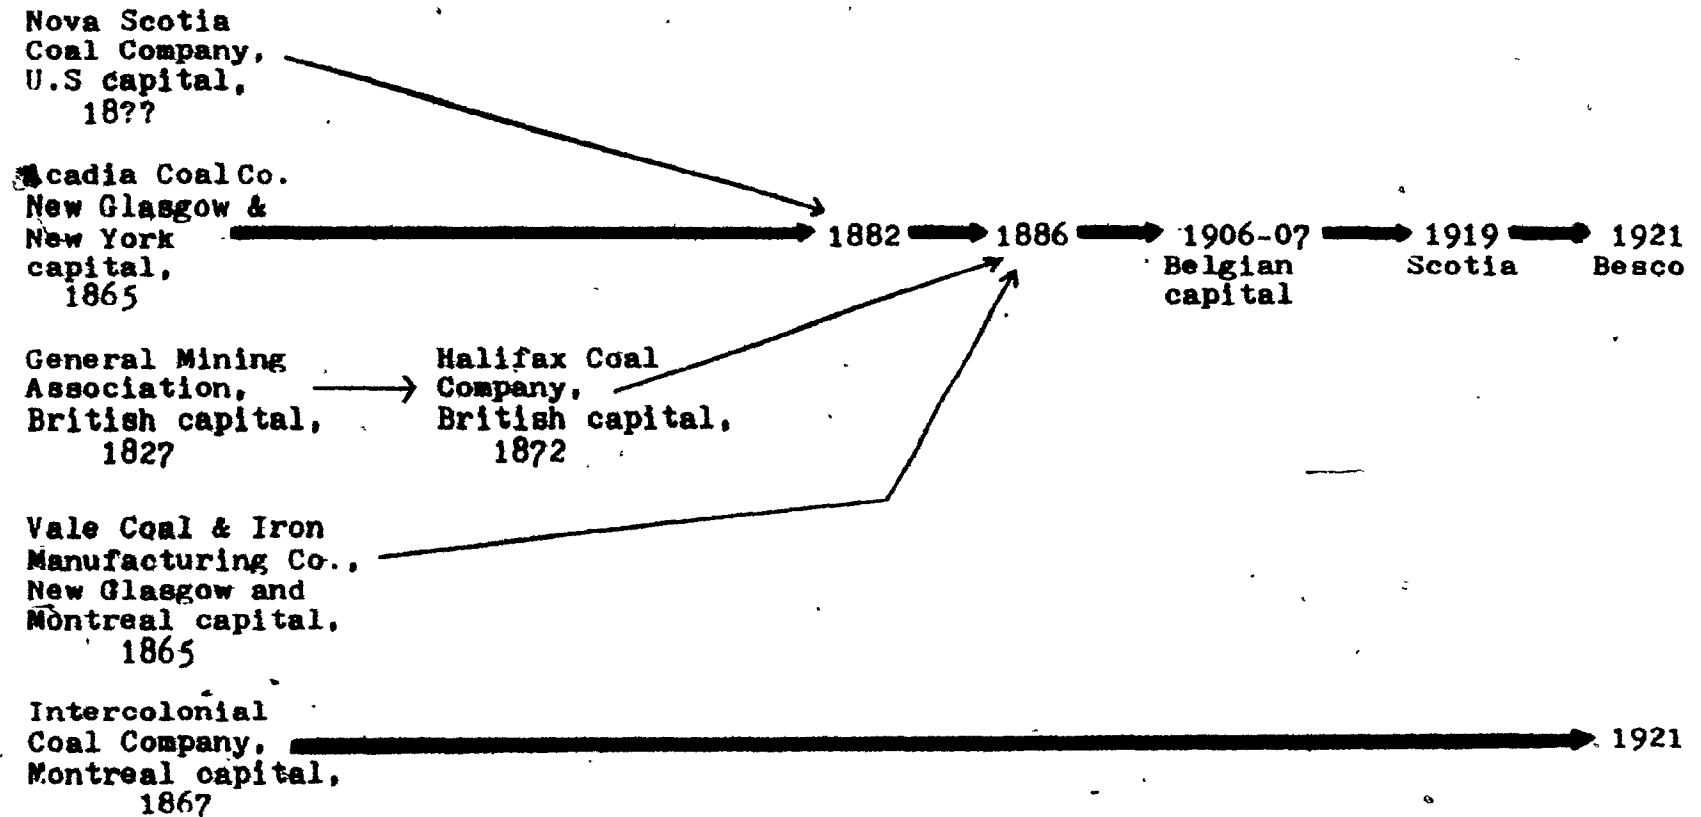 Nova Scotia
Coal Company,
U.S capital,
18??
Acadia Coal Co.
New Glasgow &
New York
capital,
1865
1882
1886
1906-07
Belgian
capital
1919
Scotia
1921
Besco
General Mining
Association,
British capital,
1827
Halifax Coal
Company,
British capital,
1872
Vale Coal & Iron
Manufacturing Co.,
New Glasgow and
Montreal capital,
1865
Intercolonial
Coal Company,
Montreal capital,
1867
1921